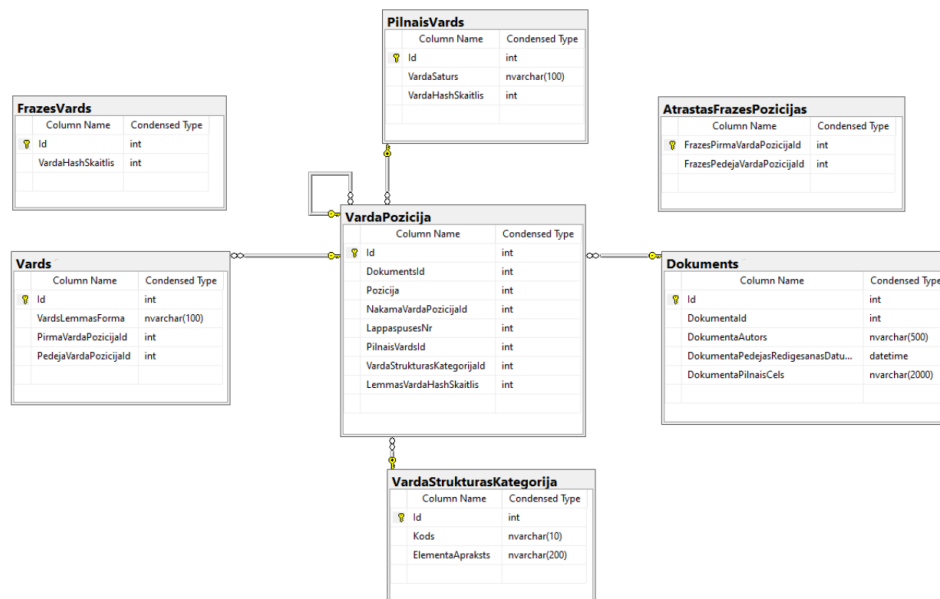 PilnaisVards
Column Name Condensed Type
Id int
VardaSaturs nvarchar(100)
VardaHashSkaitlis int
FrazesVards
Column Name Condensed Type
Id int
VardaHashSkaitlis int
AtrastasFrazesPozicijas
Column Name Condensed Type
FrazesPirmaVardaPozicijaId int
FrazesPedejaVardaPozicijaId int
VardaPozicija
Column Name Condensed Type
Id int
DokumentsId int
Pozicija int
NakamaVardaPozicijaId int
LappaspusesNr int
PilnaisVardsId int
VardaStrukturasKategorijaId int
LemmasVardaHashSkaitlis int
Vards
Column Name Condensed Type
Id int
VardsLemmasForma nvarchar(100)
PirmaVardaPozicijaId int
PedejaVardaPozicijaId int
Dokuments
Column Name Condensed Type
Id int
DokumentaId int
DokumentaAutors nvarchar(500)
DokumentaPedejasRedigesanasDatu... datetime
DokumentaPilnaisCels nvarchar(2000)
VardaStrukturasKategorija
Column Name Condensed Type
Id int
Kods nvarchar(10)
ElementaApraksts nvarchar(200)